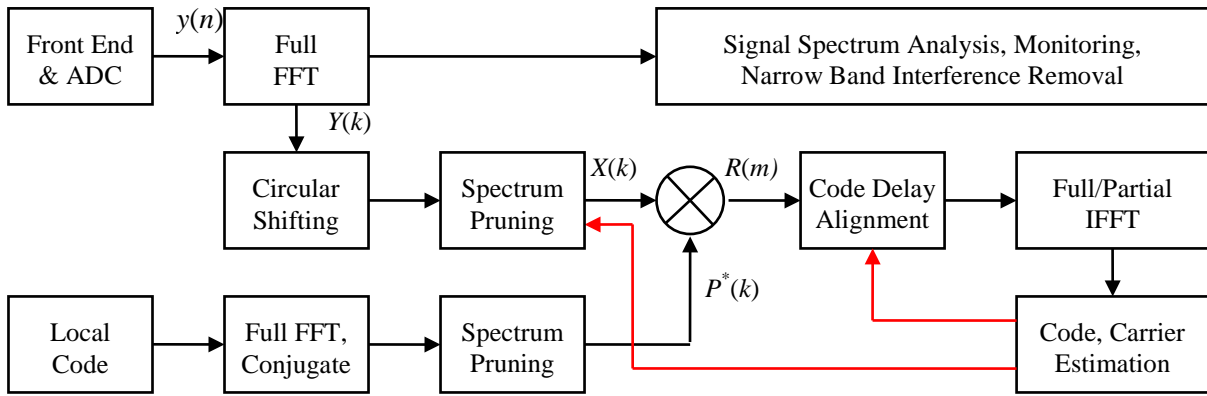 y(n)
Front End
& ADC
Full
FFT
Signal Spectrum Analysis, Monitoring,
Narrow Band Interference Removal
Y(k)
Circular
Shifting
Spectrum
Pruning
X(k)
R(m)
Code Delay
Alignment
Full/Partial
IFFT
P*(k)
Local
Code
Full FFT,
Conjugate
Spectrum
Pruning
Code, Carrier
Estimation